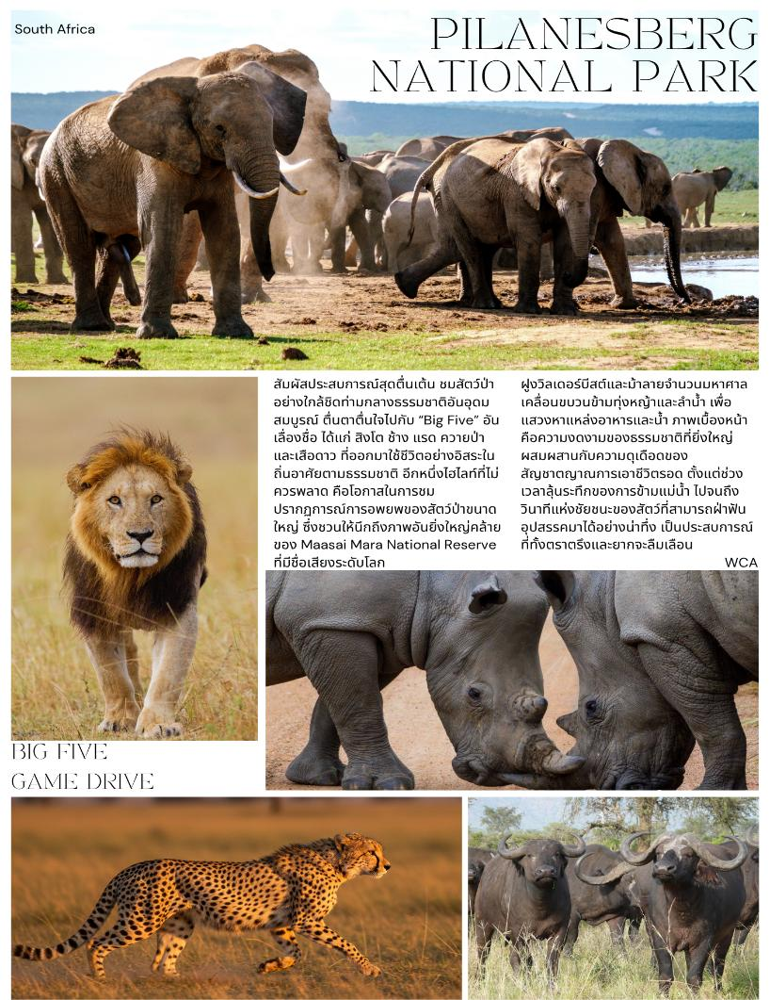 South Africa
PILANESBERG
NATIONAL PARK
สัมผัสประสบการณ์สุดตื่นเต้น ชมสัตว์ป่า
อย่างใกล้ชิดท่ามกลางธรรมชาติอันอุดม
สมบูรณ์ ตื่นตาตื่นใจไปกับ “Big Five” อัน
เลื่องชื่อ ได้แก่ สิงโต ช้าง แรด ควายป่า
และเสือดาว ที่ออกมาใช้ชีวิตอย่างอิสระใน
ถิ่นอาศัยตามธรรมชาติ อีกหนึ่งไฮไลท์ที่ไม่
ควรพลาด คือโอกาสในการชม
ปรากฏการณ์การอพยพของสัตว์ป่าขนาด
ใหญ่ ซึ่งชวนให้นึกถึงภาพอันยิ่งใหญ่คล้าย
ของ Maasai Mara National Reserve
ที่มีชื่อเสียงระดับโลก
ฝูงวิลเดอร์บีสต์และม้าลายจำนวนมหาศาล
เคลื่อนขบวนข้ามทุ่งหญ้าและลำน้ำ เพื่อ
แสวงหาแหล่งอาหารและน้ำ ภาพเบื้องหน้า
คือความงดงามของธรรมชาติที่ยิ่งใหญ่
ผสมผสานกับความดุเดือดของ
สัญชาตญาณการเอาชีวิตรอด ตั้งแต่ช่วง
เวลาลุ้นระทึกของการข้ามแม่น้ำ ไปจนถึง
วินาทีแห่งชัยชนะของสัตว์ที่สามารถฝ่าฟัน
อุปสรรคมาได้อย่างน่าทึ่ง เป็นประสบการณ์
ที่ทั้งตราตรึงและยากจะลืมเลือน
WCA
BIG FIVE
GAME DRIVE